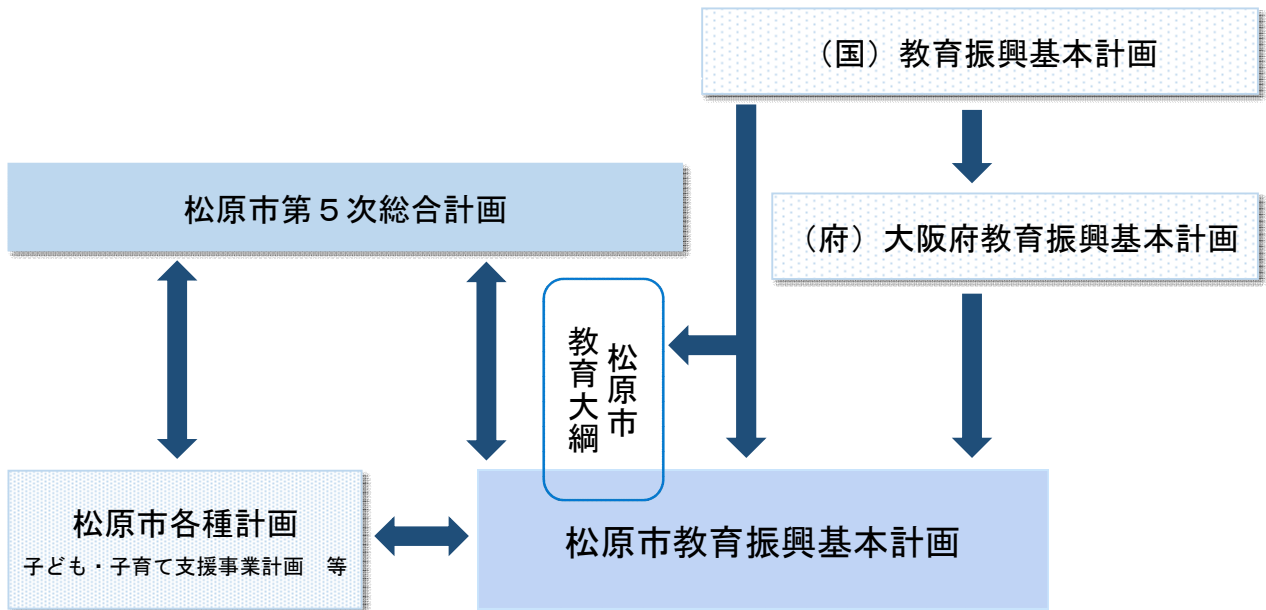 （国）教育振興基本計画
松原市第５次総合計画
（府）大阪府教育振興基本計画
松原市
教育大綱
松原市各種計画
子ども・子育て支援事業計画　等
松原市教育振興基本計画